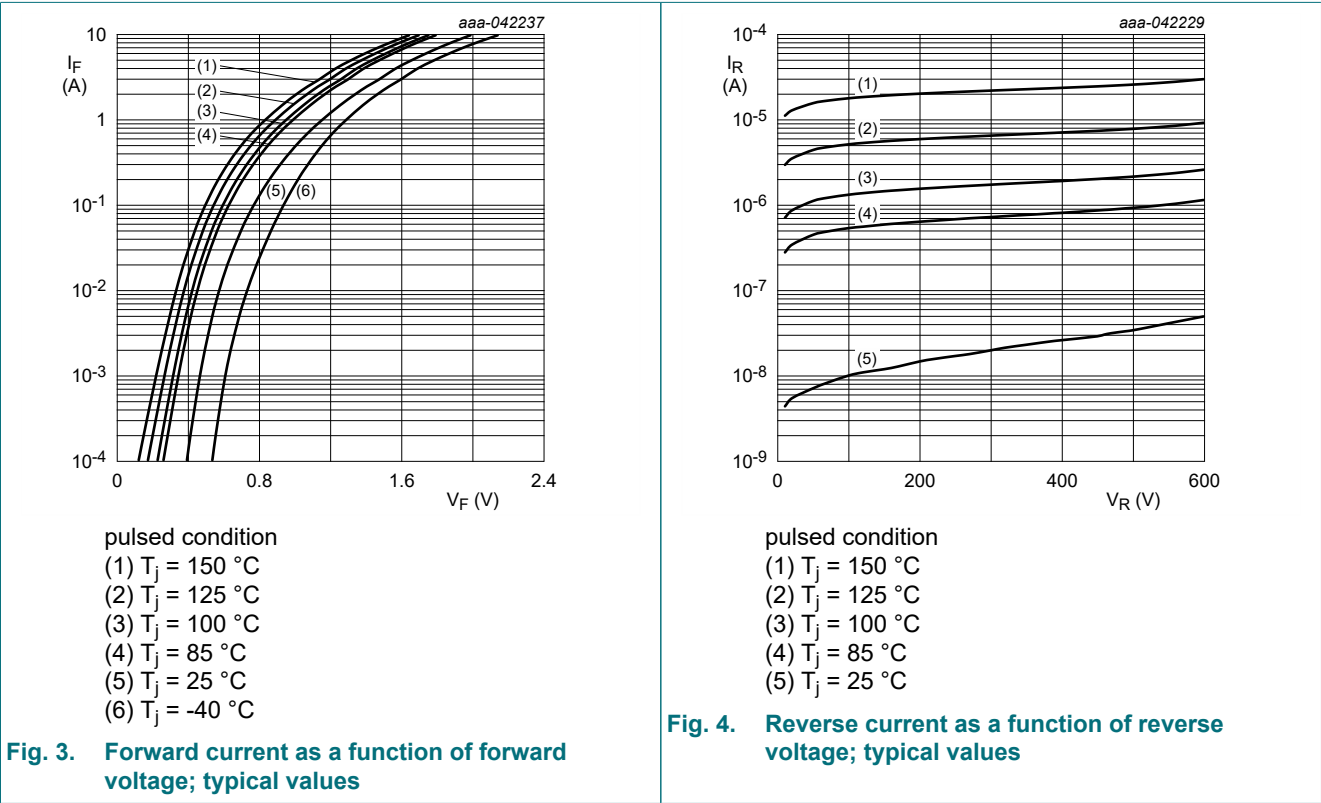 aaa-042237
10
I_F
(A)
(1)
(2)
1
(3)
(4)
(5) (6)
10^-1
10^-2
10^-3
10^-4
0 0.8 1.6 2.4
V_F (V)
pulsed condition
(1) T_j = 150 °C
(2) T_j = 125 °C
(3) T_j = 100 °C
(4) T_j = 85 °C
(5) T_j = 25 °C
(6) T_j = -40 °C
Fig. 3. Forward current as a function of forward
voltage; typical values
aaa-042229
10^-4
I_R
(A)
(1)
10^-5
(2)
(3)
10^-6
(4)
10^-7
(5)
10^-8
10^-9
0 200 400 600
V_R (V)
pulsed condition
(1) T_j = 150 °C
(2) T_j = 125 °C
(3) T_j = 100 °C
(4) T_j = 85 °C
(5) T_j = 25 °C
Fig. 4. Reverse current as a function of reverse
voltage; typical values